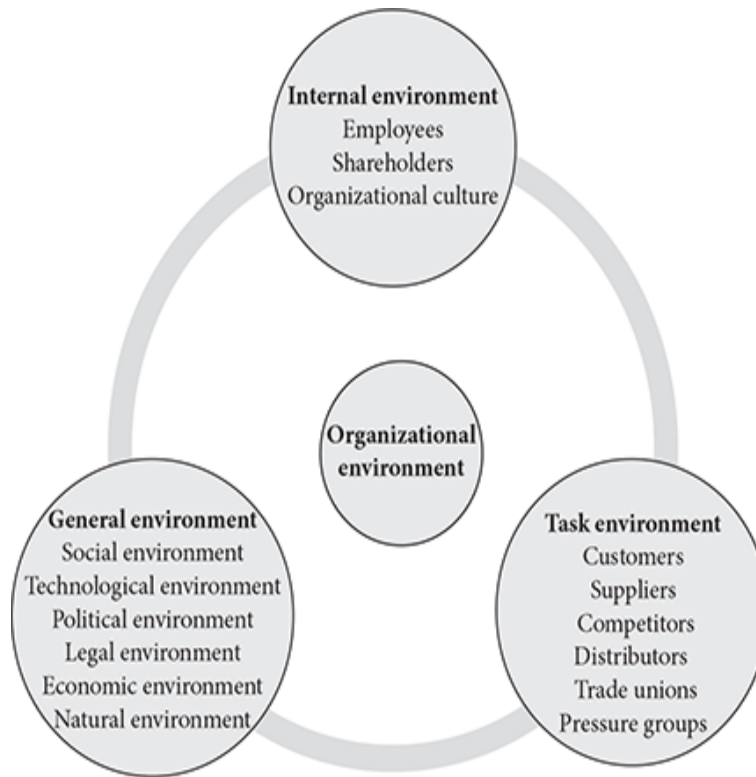 Internal environment
Employees
Shareholders
Organizational culture
Organizational
environment
General environment
Social environment
Technological environment
Political environment
Legal environment
Economic environment
Natural environment
Task environment
Customers
Suppliers
Competitors
Distributors
Trade unions
Pressure groups